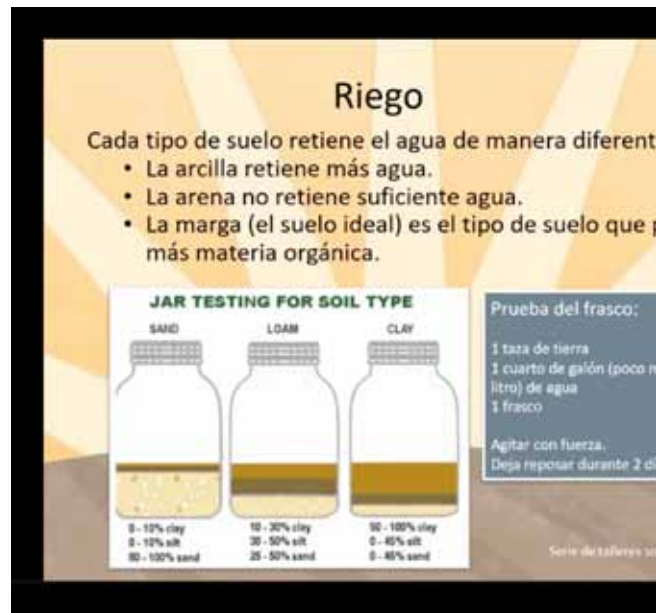 Riego
Cada tipo de suelo retiene el agua de manera diferent
• La arcilla retiene más agua.
• La arena no retiene suficiente agua.
• La marga (el suelo ideal) es el tipo de suelo que p
más materia orgánica.
JAR TESTING FOR SOIL TYPE
SAND LOAM CLAY
0 - 10% clay
0 - 10% silt
80 - 100% sand
10 - 30% clay
30 - 50% silt
25 - 50% sand
50 - 100% clay
0 - 45% silt
0 - 45% sand
Prueba del frasco:
1 taza de tierra
1 cuarto de galón (poco m
litro) de agua
1 frasco
Agitar con fuerza.
Deja reposar durante 2 dí
Serie de talleres so